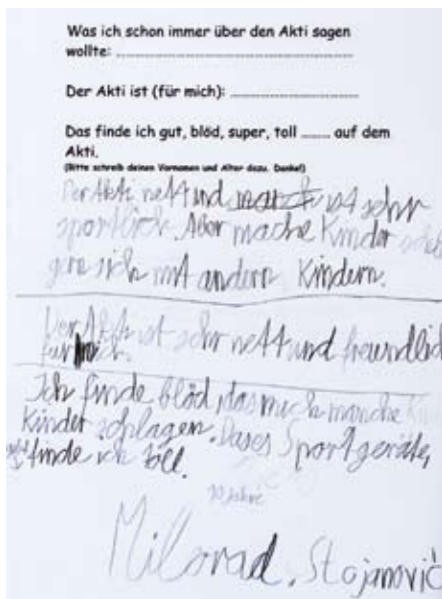 Was ich schon immer über den Akti sagen
wollte: ..........................................
Der Akti ist (für mich): ..................................
Das finde ich gut, blöd, super, toll ........ auf dem
Akti.
(Bitte schreib deinen Vornamen und Alter dazu. Danke!)
Der Akti nett und ist sehr
sportlich. Aber mache Kinder
gern sich mit andern Kindern.
Der Akti ist sehr nett und freundlich
für mich.
Ich finde blöd das mich manche
Kinder schlagen. Dases Sportgeräte,
finde ich toll.
10 Jahre
Milorad. Stojanović